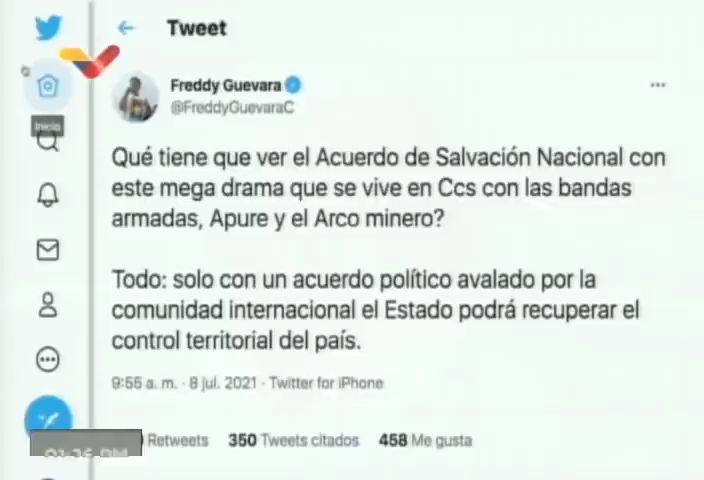 Tweet
Freddy Guevara
@FreddyGuevaraC
Inicio
Qué tiene que ver el Acuerdo de Salvación Nacional con
este mega drama que se vive en Ccs con las bandas
armadas, Apure y el Arco minero?
Todo: solo con un acuerdo político avalado por la
comunidad internacional el Estado podrá recuperar el
control territorial del país.
9:55 a. m. · 8 jul. 2021 · Twitter for iPhone
Retweets 350 Tweets citados 458 Me gusta